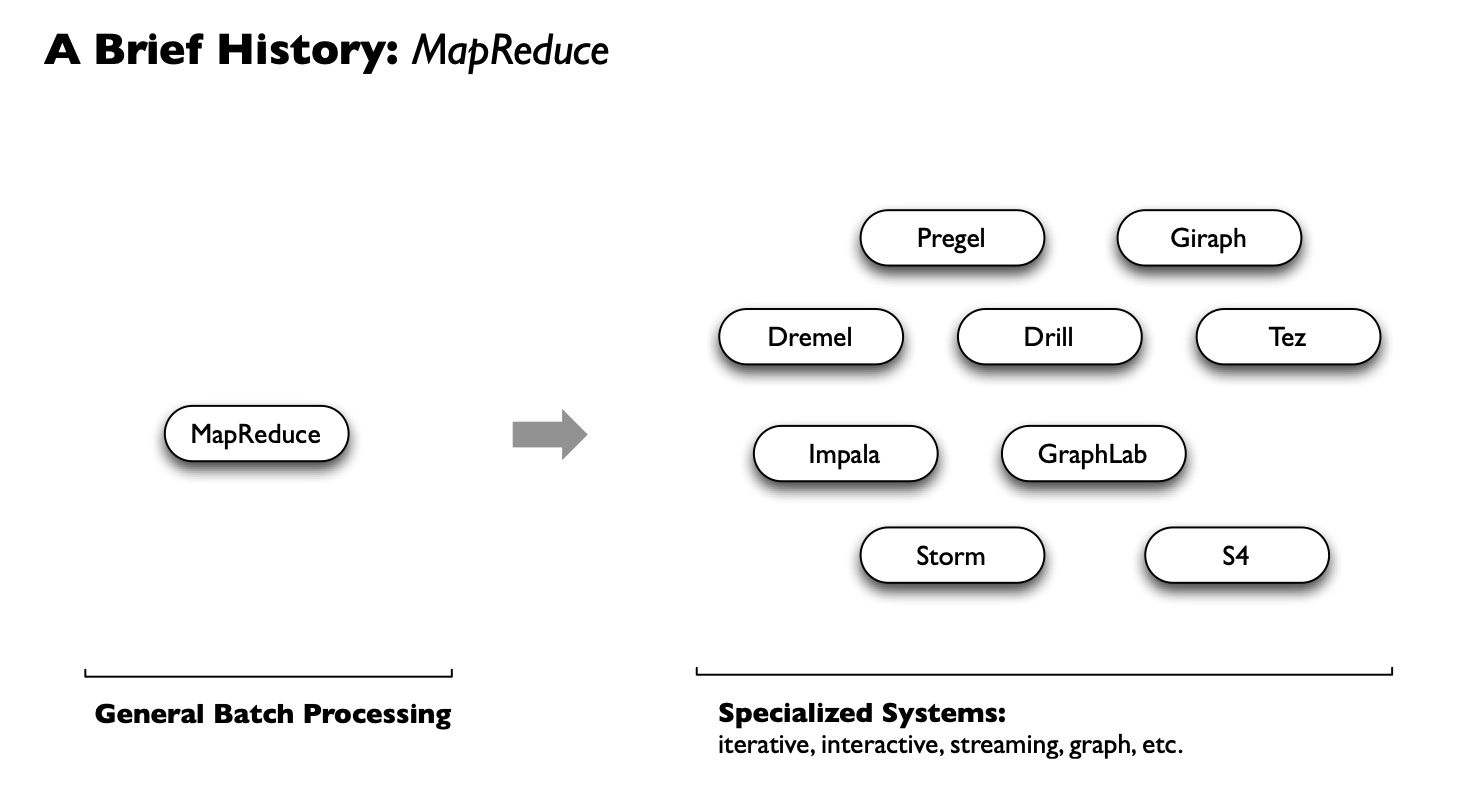 A Brief History: MapReduce
Pregel
Giraph
Dremel
Drill
Tez
MapReduce
Impala
GraphLab
Storm
S4
General Batch Processing
Specialized Systems:
iterative, interactive, streaming, graph, etc.